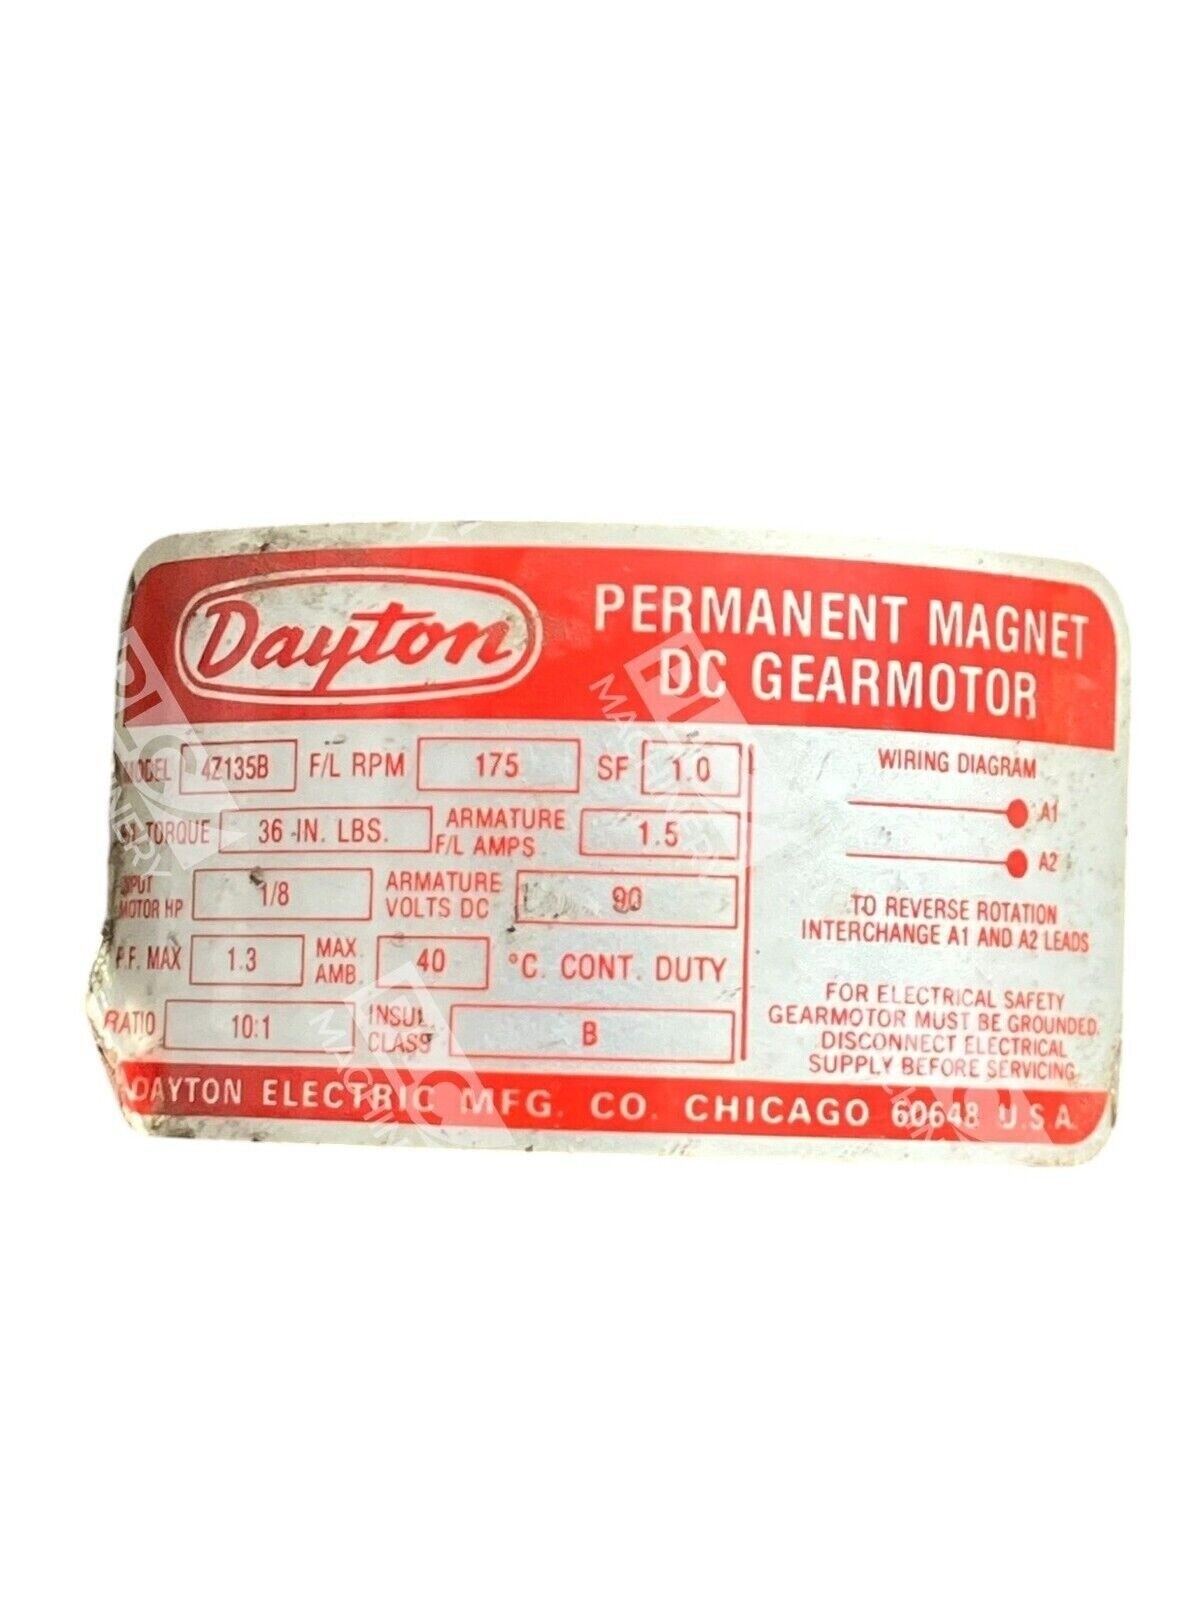 Dayton
PERMANENT MAGNET
DC GEARMOTOR
MODEL 4Z135B F/L RPM 175 SF 1.0
TORQUE 36 IN. LBS. ARMATURE F/L AMPS 1.5
INPUT MOTOR HP 1/8 ARMATURE VOLTS DC 90
F.F. MAX 1.3 MAX. AMB. 40 °C. CONT. DUTY
RATIO 10:1 INSUL. CLASS B
WIRING DIAGRAM
A1
A2
TO REVERSE ROTATION
INTERCHANGE A1 AND A2 LEADS
FOR ELECTRICAL SAFETY
GEARMOTOR MUST BE GROUNDED.
DISCONNECT ELECTRICAL
SUPPLY BEFORE SERVICING
DAYTON ELECTRIC MFG. CO. CHICAGO 60648 U.S.A.